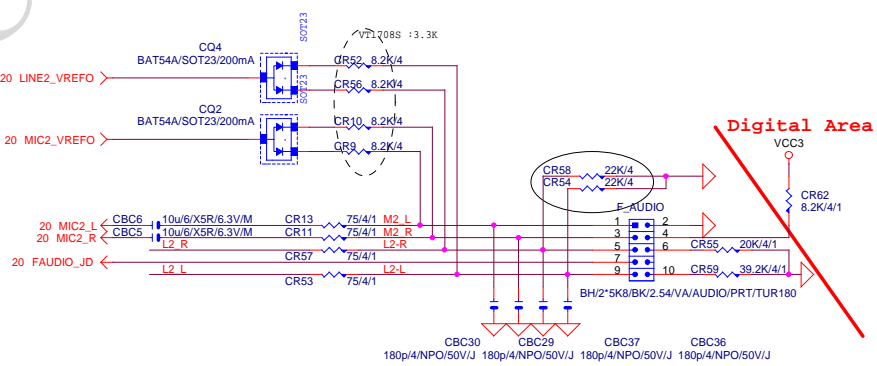 SOT23
VT1708S :3.3K
CQ4
BAT54A/SOT23/200mA
CR52 8.2K/4
20 LINE2_VREFO
SOT23
CR56 8.2K/4
CQ2
BAT54A/SOT23/200mA
CR10 8.2K/4
20 MIC2_VREFO
CR9 8.2K/4
Digital Area
VCC3
CR58 22K/4
CR54 22K/4
CR62
8.2K/4/1
F_AUDIO
20 MIC2_L CBC6 10u/6/X5R/6.3V/M CR13 75/4/1 M2_L 1 2
20 MIC2_R CBC5 10u/6/X5R/6.3V/M CR11 75/4/1 M2_R 3 4
L2_R L2-R 5 6 CR55 20K/4/1
CR57 75/4/1
20 FAUDIO_JD 7 8
L2_L L2-L 9 10 CR59 39.2K/4/1
CR53 75/4/1
BH/2*5K8/BK/2.54/VA/AUDIO/PRT/TUR180
CBC30 CBC29 CBC37 CBC36
180p/4/NPO/50V/J 180p/4/NPO/50V/J 180p/4/NPO/50V/J 180p/4/NPO/50V/J